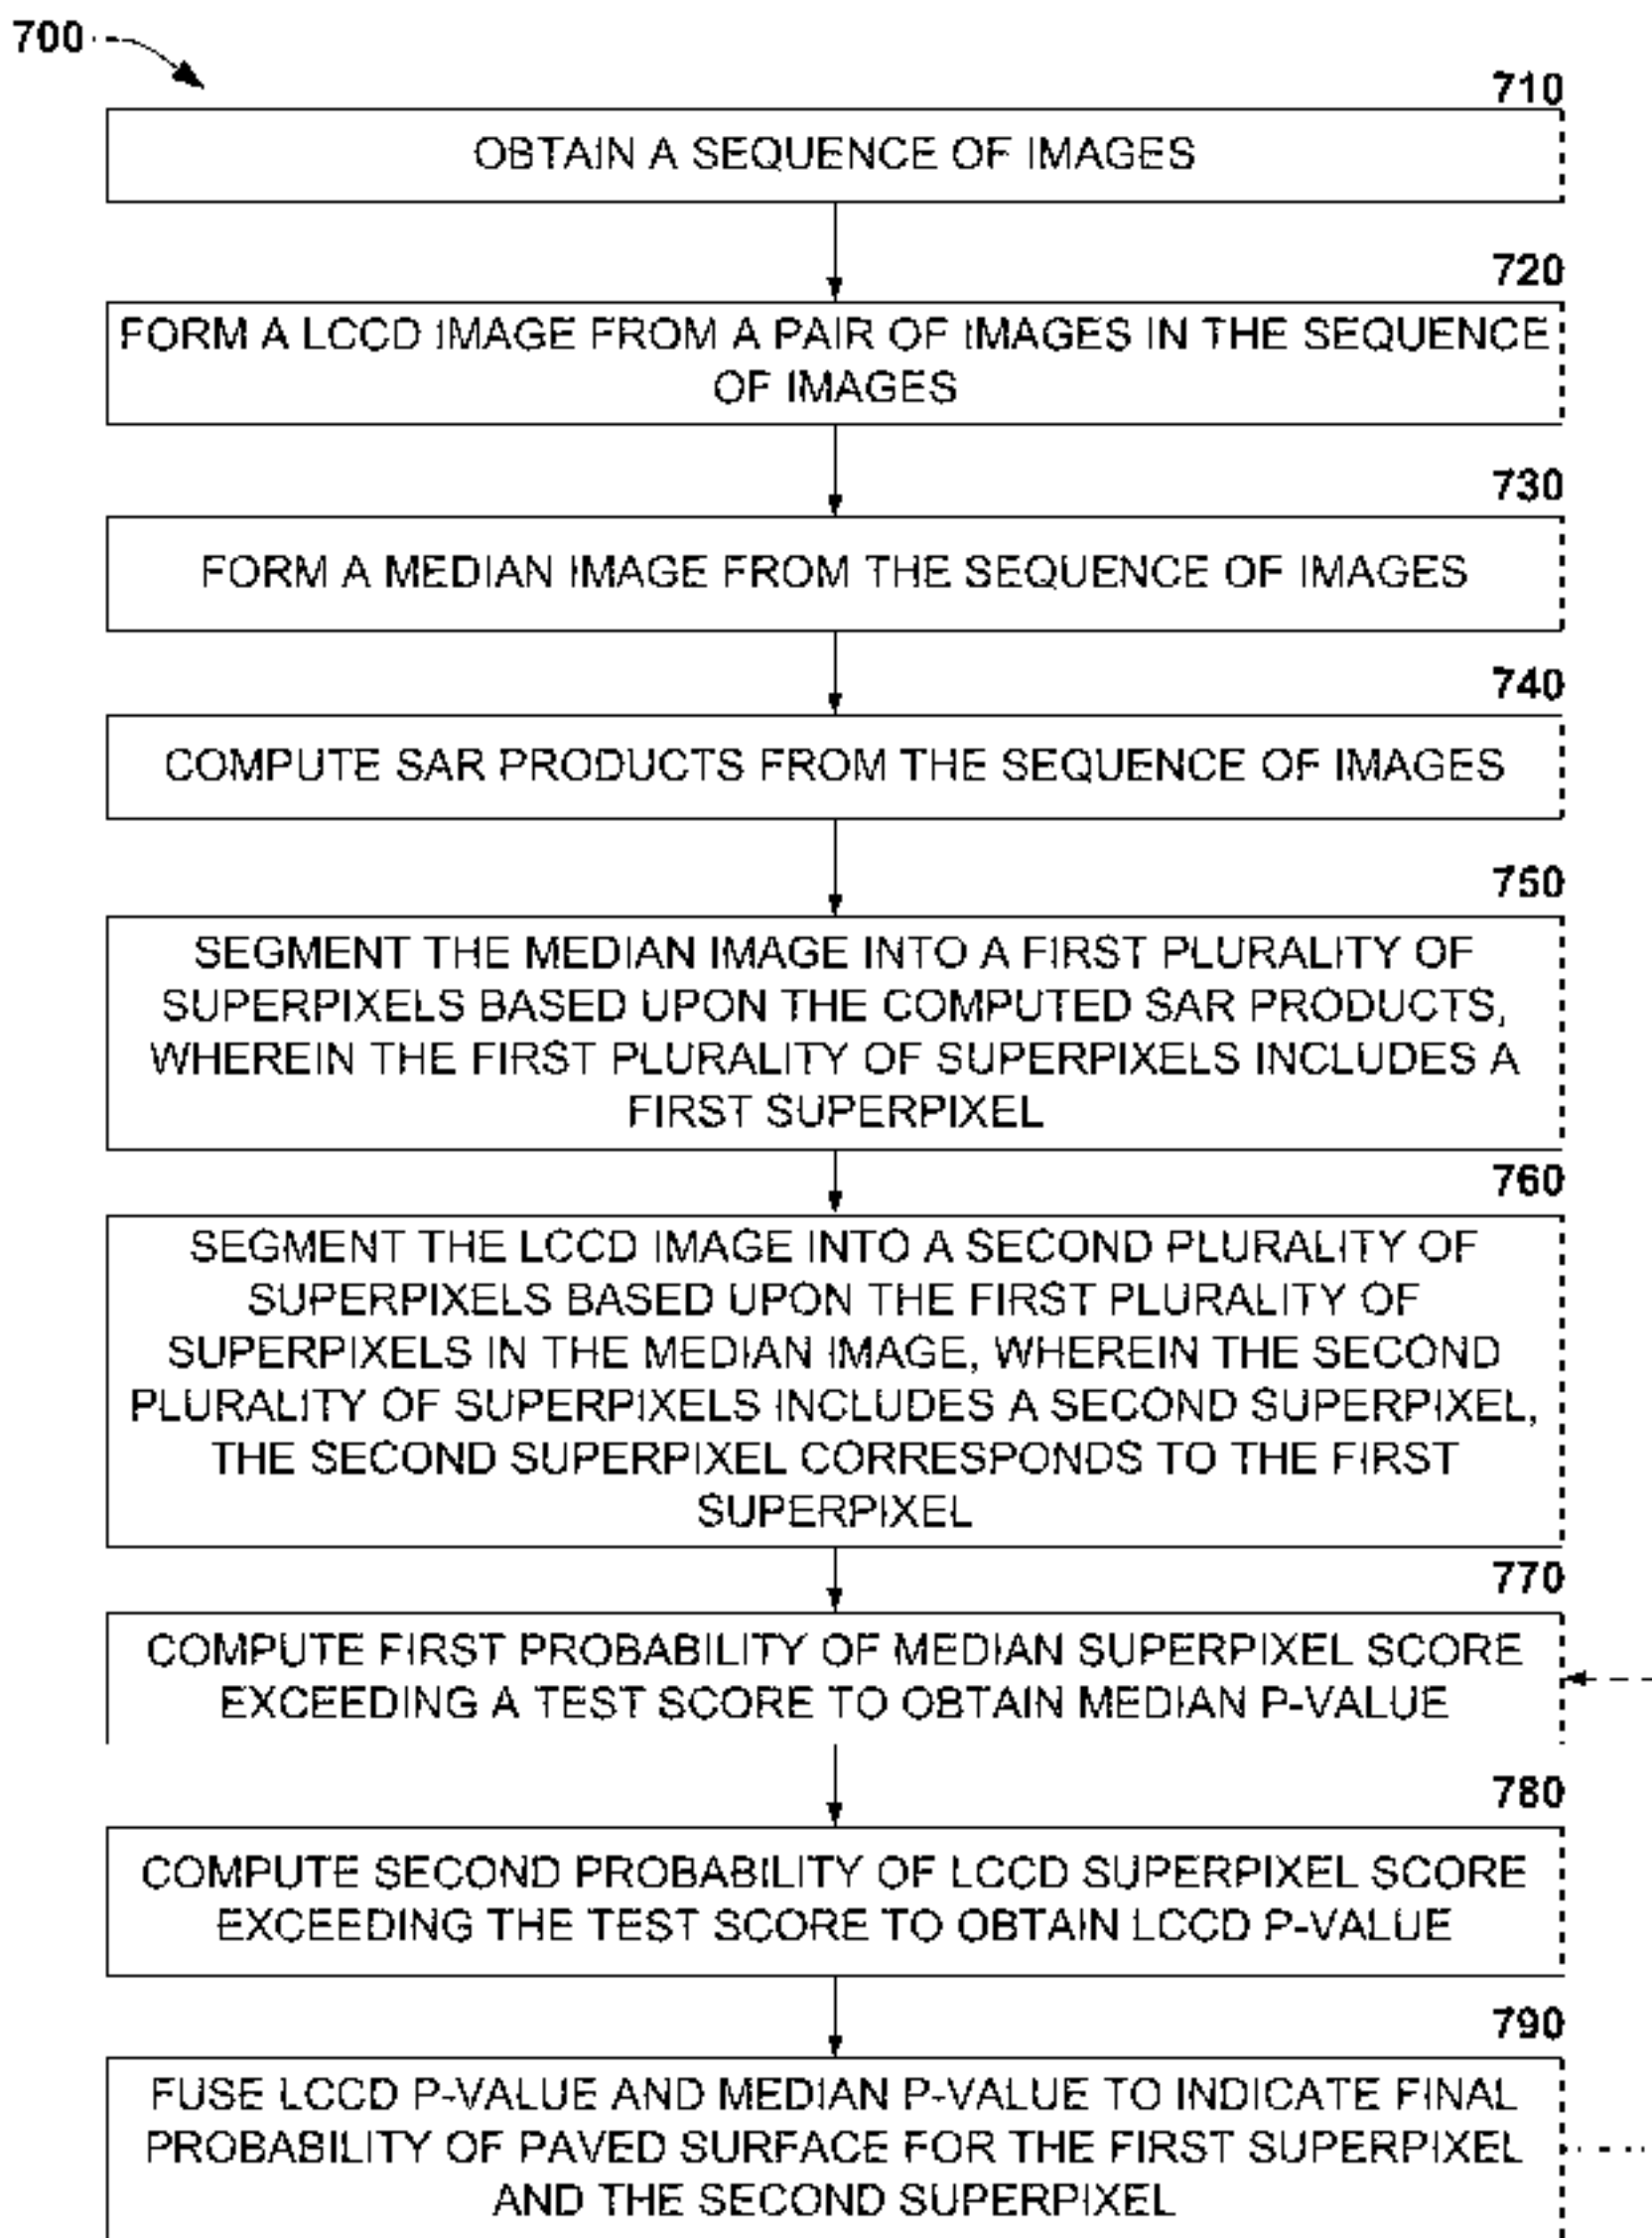 700
710
OBTAIN A SEQUENCE OF IMAGES
720
FORM A LCCD IMAGE FROM A PAIR OF IMAGES IN THE SEQUENCE
OF IMAGES
730
FORM A MEDIAN IMAGE FROM THE SEQUENCE OF IMAGES
740
COMPUTE SAR PRODUCTS FROM THE SEQUENCE OF IMAGES
750
SEGMENT THE MEDIAN IMAGE INTO A FIRST PLURALITY OF
SUPERPIXELS BASED UPON THE COMPUTED SAR PRODUCTS,
WHEREIN THE FIRST PLURALITY OF SUPERPIXELS INCLUDES A
FIRST SUPERPIXEL
760
SEGMENT THE LCCD IMAGE INTO A SECOND PLURALITY OF
SUPERPIXELS BASED UPON THE FIRST PLURALITY OF
SUPERPIXELS IN THE MEDIAN IMAGE, WHEREIN THE SECOND
PLURALITY OF SUPERPIXELS INCLUDES A SECOND SUPERPIXEL,
THE SECOND SUPERPIXEL CORRESPONDS TO THE FIRST
SUPERPIXEL
770
COMPUTE FIRST PROBABILITY OF MEDIAN SUPERPIXEL SCORE
EXCEEDING A TEST SCORE TO OBTAIN MEDIAN P-VALUE
780
COMPUTE SECOND PROBABILITY OF LCCD SUPERPIXEL SCORE
EXCEEDING THE TEST SCORE TO OBTAIN LCCD P-VALUE
790
FUSE LCCD P-VALUE AND MEDIAN P-VALUE TO INDICATE FINAL
PROBABILITY OF PAVED SURFACE FOR THE FIRST SUPERPIXEL
AND THE SECOND SUPERPIXEL